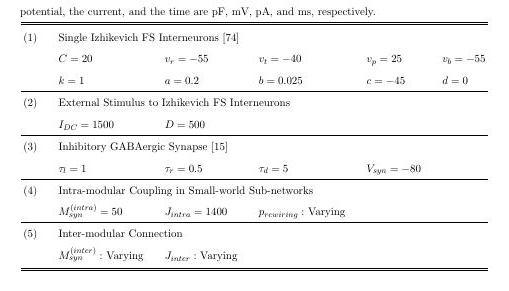 potential, the current, and the time are pF, mV, pA, and ms, respectively.
(1) Single Izhikevich FS Interneurons [74]
C = 20 v_r = −55 v_t = −40 v_p = 25 v_b = −55
k = 1 a = 0.2 b = 0.025 c = −45 d = 0
(2) External Stimulus to Izhikevich FS Interneurons
I_{DC} = 1500 D = 500
(3) Inhibitory GABAergic Synapse [15]
τ_l = 1 τ_r = 0.5 τ_d = 5 V_{syn} = −80
(4) Intra-modular Coupling in Small-world Sub-networks
M_{syn}^{(intra)} = 50 J_{intra} = 1400 p_{rewiring} : Varying
(5) Inter-modular Connection
M_{syn}^{(inter)} : Varying J_{inter} : Varying